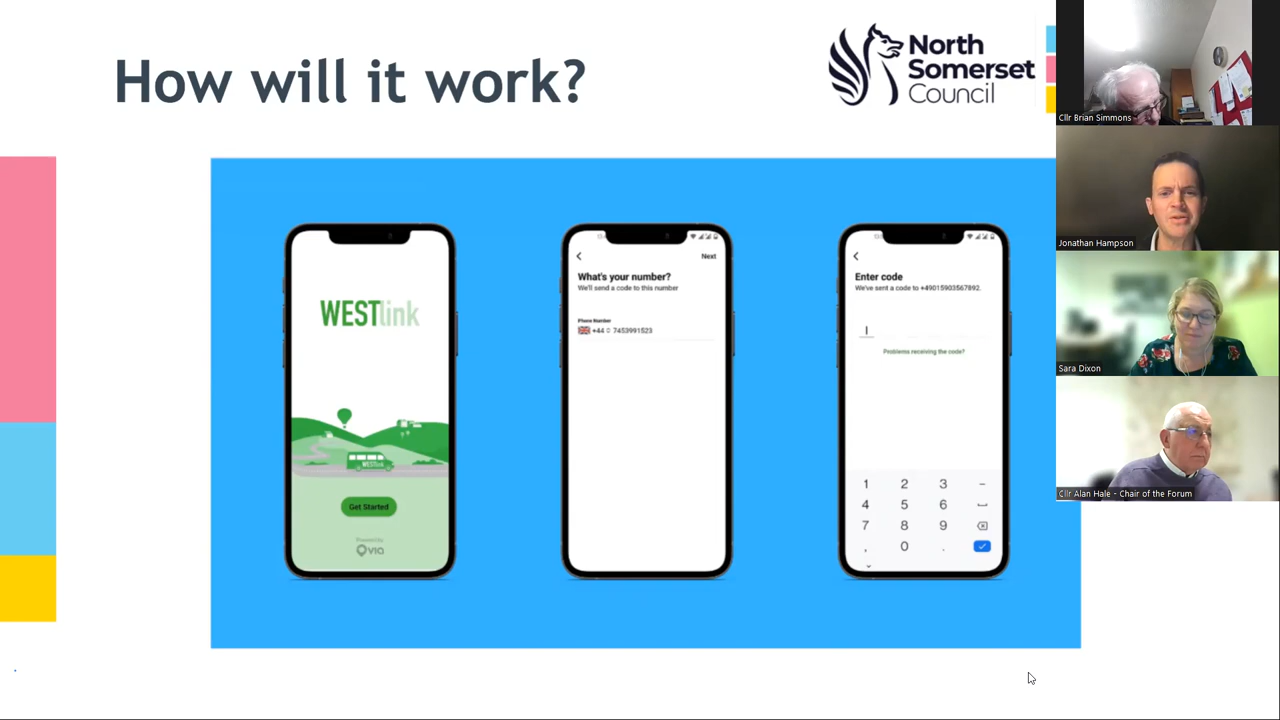 How will it work?
North
Somerset
Council
WESTlink
WESTlink
Get Started
Powered by
via
Next
What's your number?
We'll send a code to this number
Phone Number
+44 7453991523
Enter code
We've sent a code to +49015903567892.
Problems receiving the code?
1 2 3 -
4 5 6
7 8 9
, 0 .
Cllr Brian Simmons
Jonathan Hampson
Sara Dixon
Cllr Alan Hale - Chair of the Forum